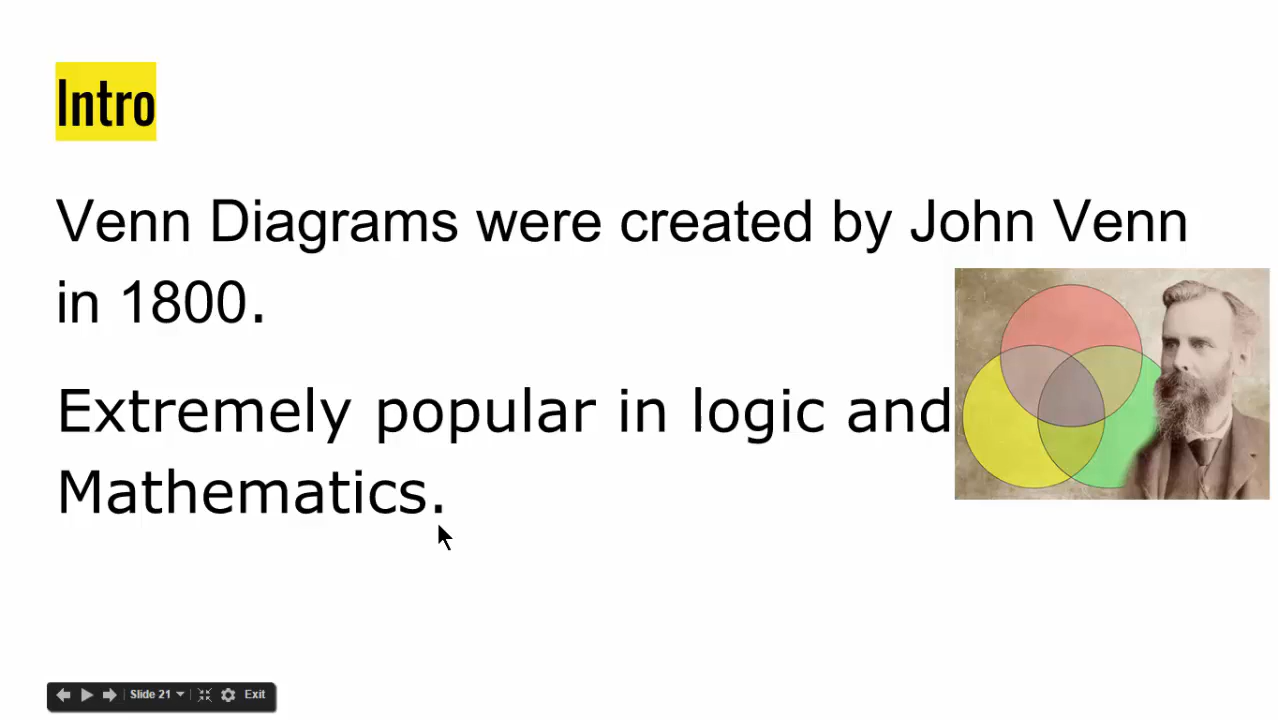 Intro
Venn Diagrams were created by John Venn
in 1800.
Extremely popular in logic and
Mathematics.
Slide 21
Exit